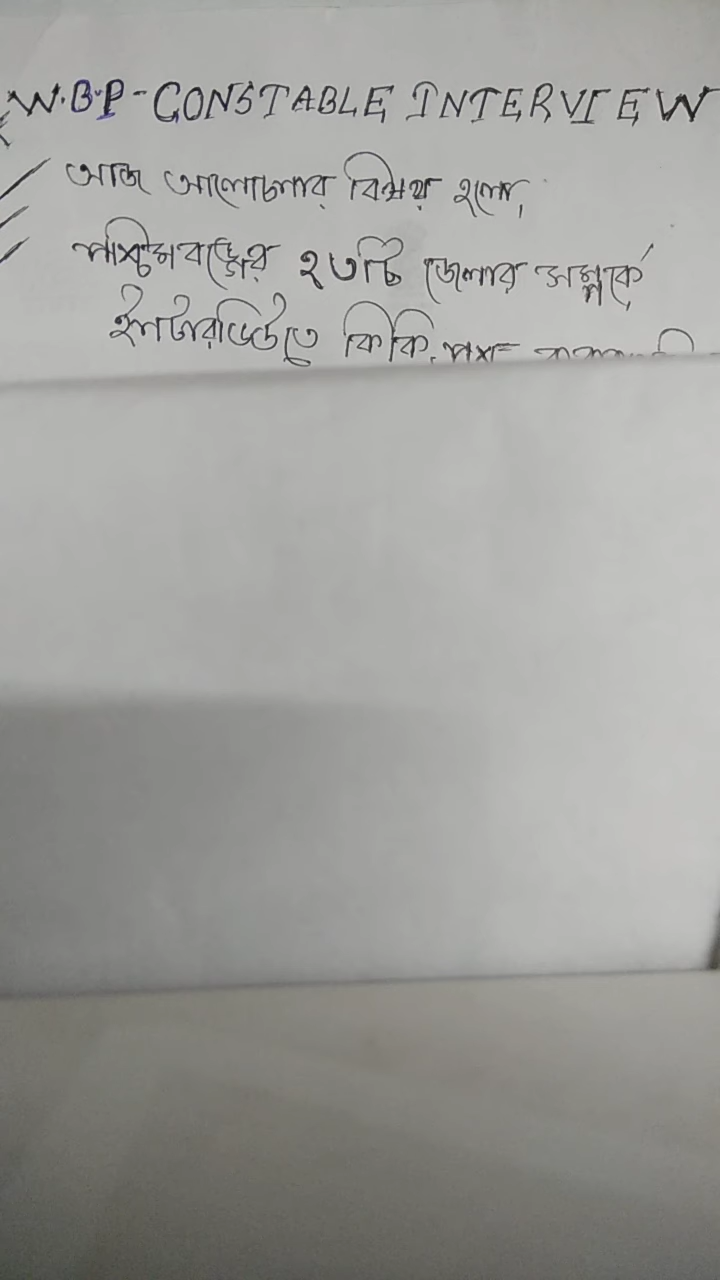 W.B.P-CONSTABLE INTERVIEW
আজ আলোচনার বিষয় হলো,
পশ্চিমবঙ্গের ২৩টি জেলার সম্পর্কে
ইন্টারভিউতে কি কি